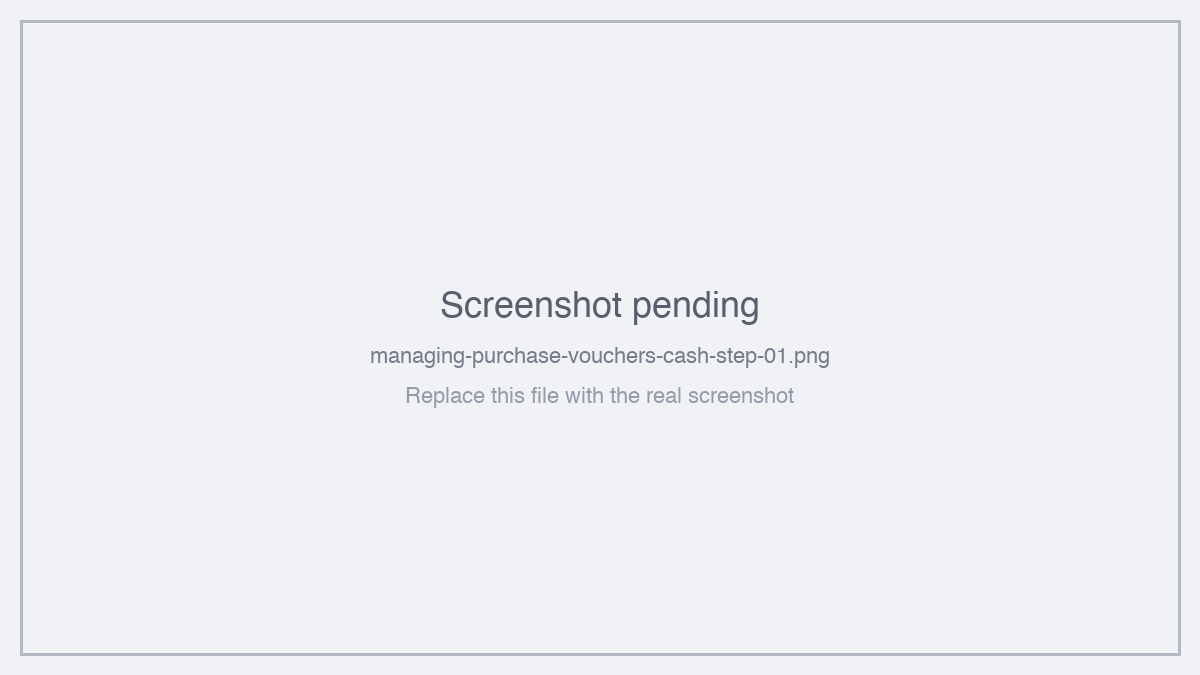 Screenshot pending
managing-purchase-vouchers-cash-step-01.png
Replace this file with the real screenshot